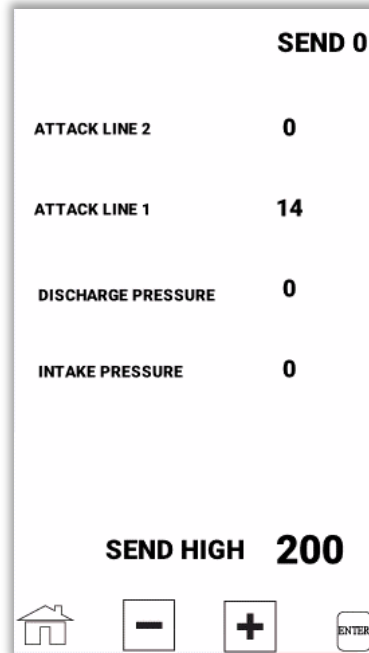 SEND 0
ATTACK LINE 2 0
ATTACK LINE 1 14
DISCHARGE PRESSURE 0
INTAKE PRESSURE 0
SEND HIGH 200
- + ENTER